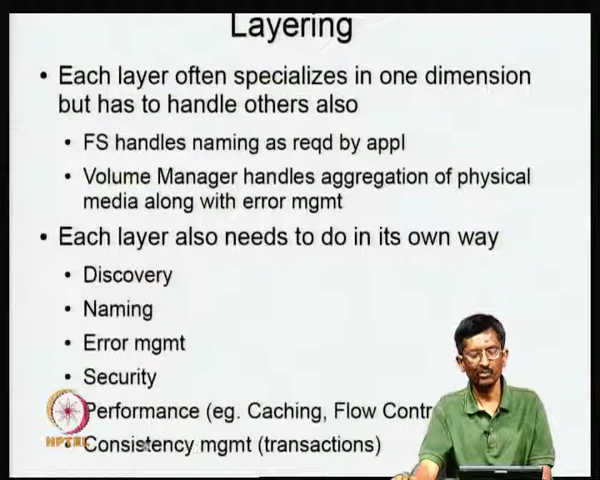 Layering
• Each layer often specializes in one dimension
but has to handle others also
• FS handles naming as reqd by appl
• Volume Manager handles aggregation of physical
media along with error mgmt
• Each layer also needs to do in its own way
• Discovery
• Naming
• Error mgmt
• Security
Performance (eg. Caching, Flow Contr
• Consistency mgmt (transactions)
NPTEL